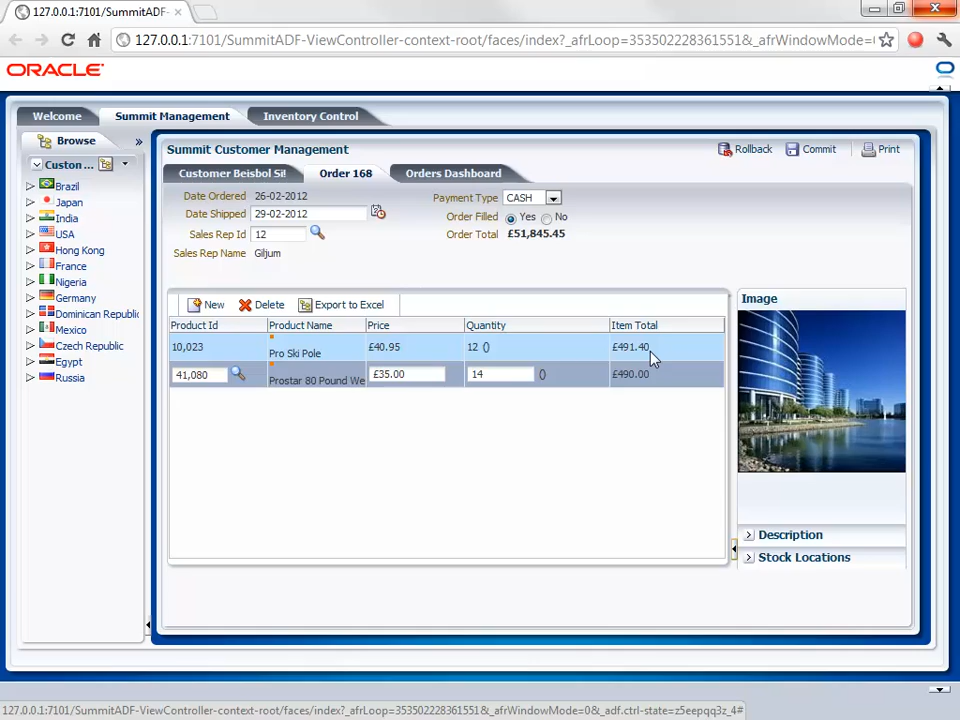 127.0.0.1:7101/SummitADF-
127.0.0.1:7101/SummitADF-ViewController-context-root/faces/index?_afrLoop=353502228361551&_afrWindowMode=
ORACLE
Welcome
Summit Management
Inventory Control
Browse
Custon ...
Brazil
Japan
India
USA
Hong Kong
France
Nigeria
Germany
Dominican Republic
Mexico
Czech Republic
Egypt
Russia
Summit Customer Management
Rollback
Commit
Print
Customer Beisbol Si!
Order 168
Orders Dashboard
Date Ordered 26-02-2012
Date Shipped 29-02-2012
Sales Rep Id 12
Sales Rep Name Giljum
Payment Type CASH
Order Filled Yes No
Order Total £51,845.45
New Delete Export to Excel
Product Id Product Name Price Quantity Item Total
10,023 Pro Ski Pole £40.95 12 () £491.40
41,080 Prostar 80 Pound We £35.00 14 () £490.00
Image
Description
Stock Locations
127.0.0.1:7101/SummitADF-ViewController-context-root/faces/index?_afrLoop=353502228361551&_afrWindowMode=0&_adf.ctrl-state=z5eepqq3z_4#